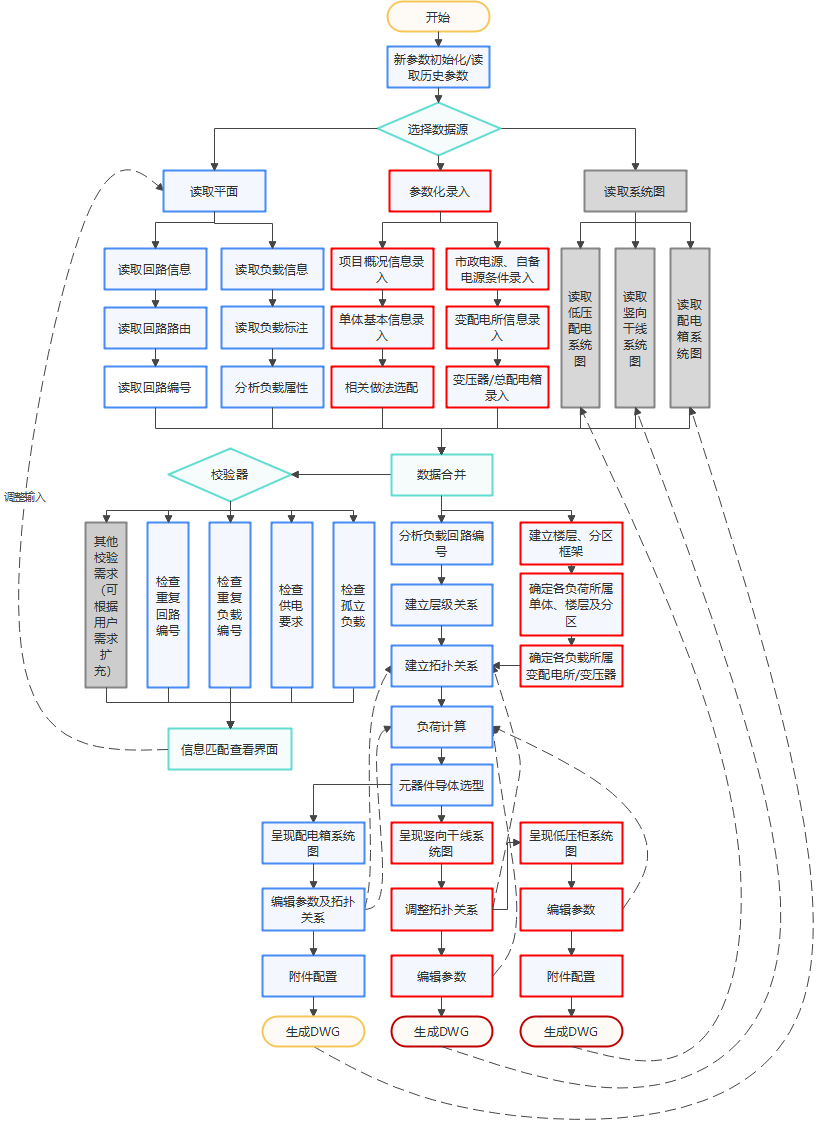 开始
新参数初始化/读
取历史参数
选择数据源
读取平面
参数化录入
读取系统图
读取回路信息
读取负载信息
项目概况信息录
入
市政电源、自备
电源条件录入
读取
低压
配电
系统
图
读取
竖向
干线
系统
图
读取
配电
箱系
统图
读取回路路由
读取负载标注
单体基本信息录
入
变配电所信息录
入
读取回路编号
分析负载属性
相关做法选配
变压器/总配电箱
录入
校验器
数据合并
调整输入
其他
校验
需求
（可
根据
用户
需求
扩
充）
检查
重复
回路
编号
检查
重复
负载
编号
检查
供电
要求
检查
孤立
负载
分析负载回路编
号
建立楼层、分区
框架
建立层级关系
确定各负荷所属
单体、楼层及分
区
建立拓扑关系
确定各负载所属
变配电所/变压器
信息匹配查看界面
负荷计算
元器件导体选型
呈现配电箱系统
图
呈现竖向干线系
统图
呈现低压柜系统
图
编辑参数及拓扑
关系
调整拓扑关系
编辑参数
附件配置
编辑参数
附件配置
生成DWG
生成DWG
生成DWG